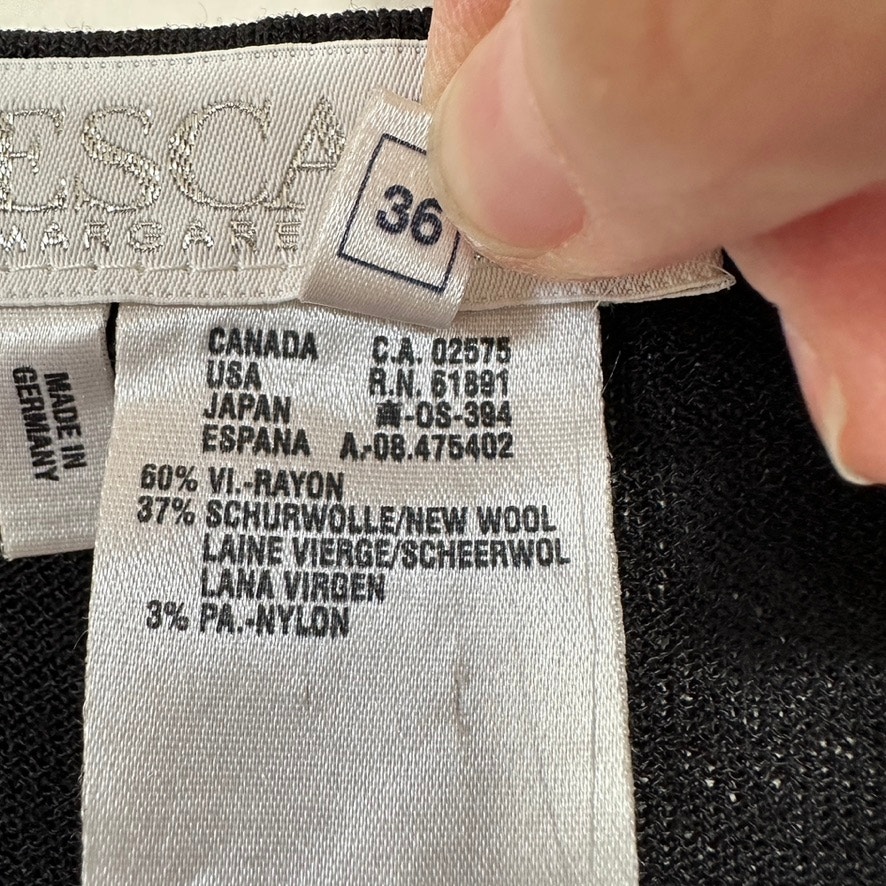 ESCA
MARGARE
36
MADE IN
GERMANY
CANADA C.A. 02575
USA R.N. 61891
JAPAN -OS-394
ESPANA A.-08.475402
60% VI.-RAYON
37% SCHURWOLLE/NEW WOOL
LAINE VIERGE/SCHEERWOL
LANA VIRGEN
3% PA.-NYLON